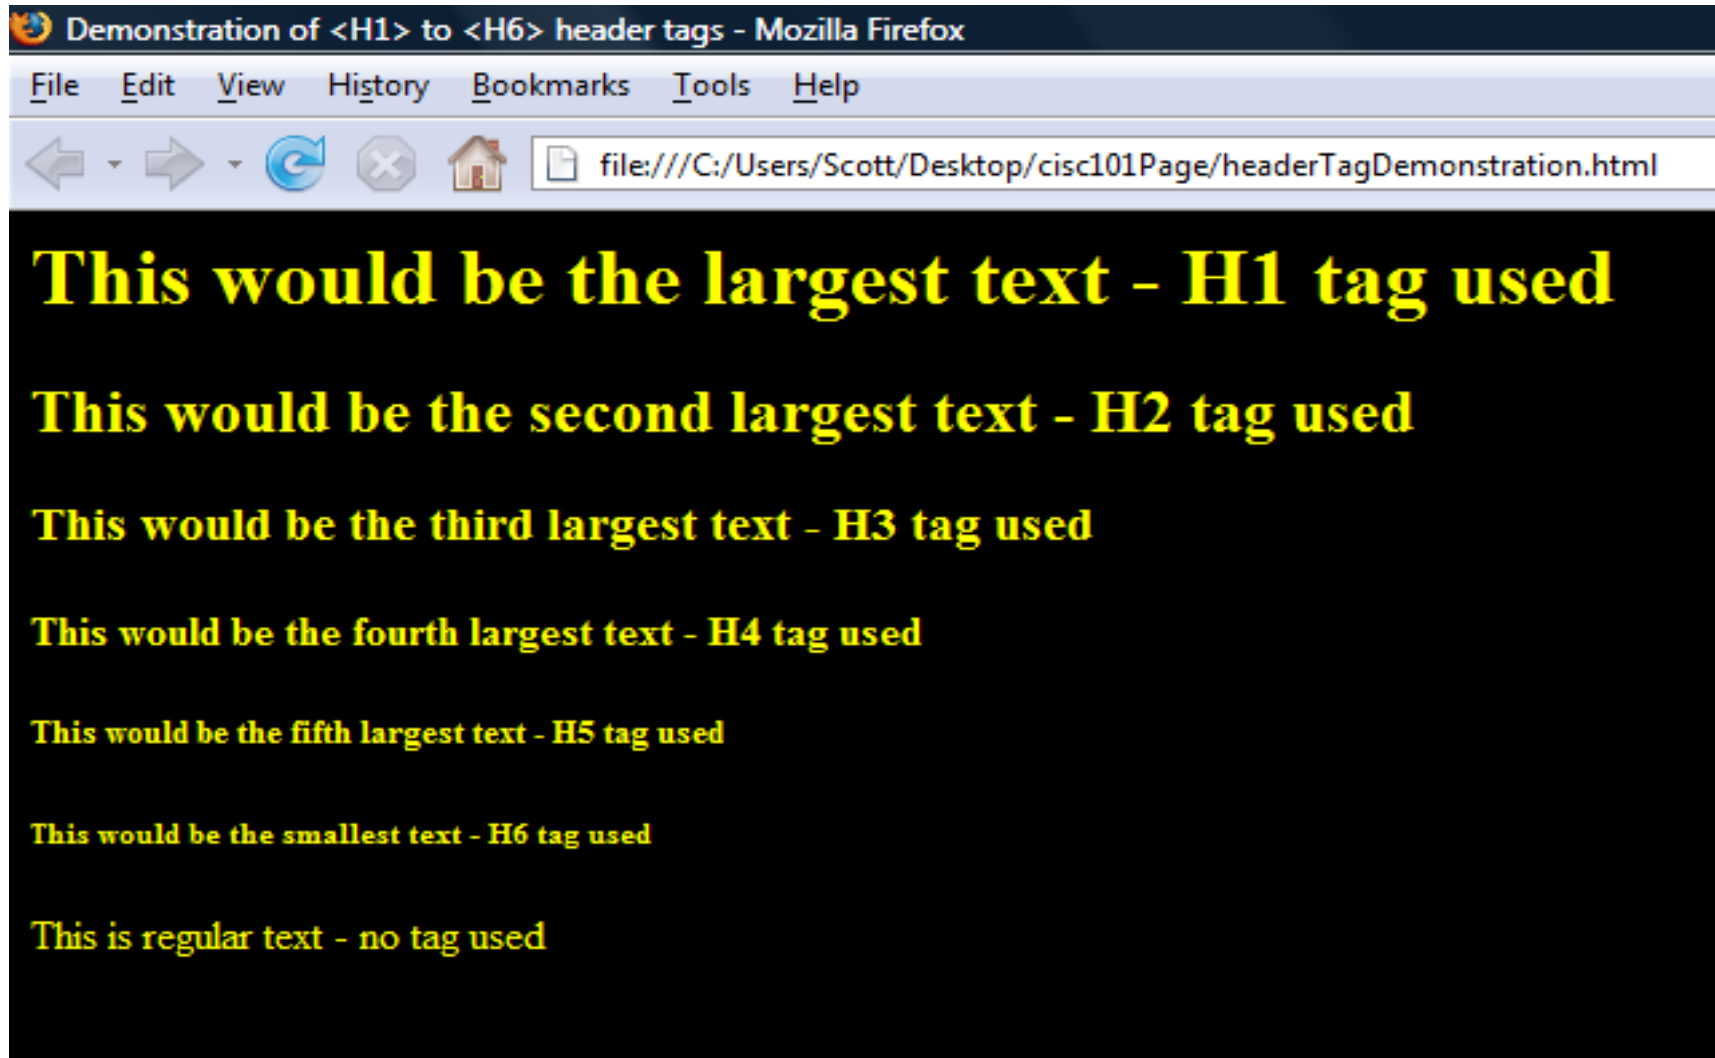 Demonstration of <H1> to <H6> header tags - Mozilla Firefox
File Edit View History Bookmarks Tools Help
file:///C:/Users/Scott/Desktop/cisc101Page/headerTagDemonstration.html
This would be the largest text - H1 tag used
This would be the second largest text - H2 tag used
This would be the third largest text - H3 tag used
This would be the fourth largest text - H4 tag used
This would be the fifth largest text - H5 tag used
This would be the smallest text - H6 tag used
This is regular text - no tag used